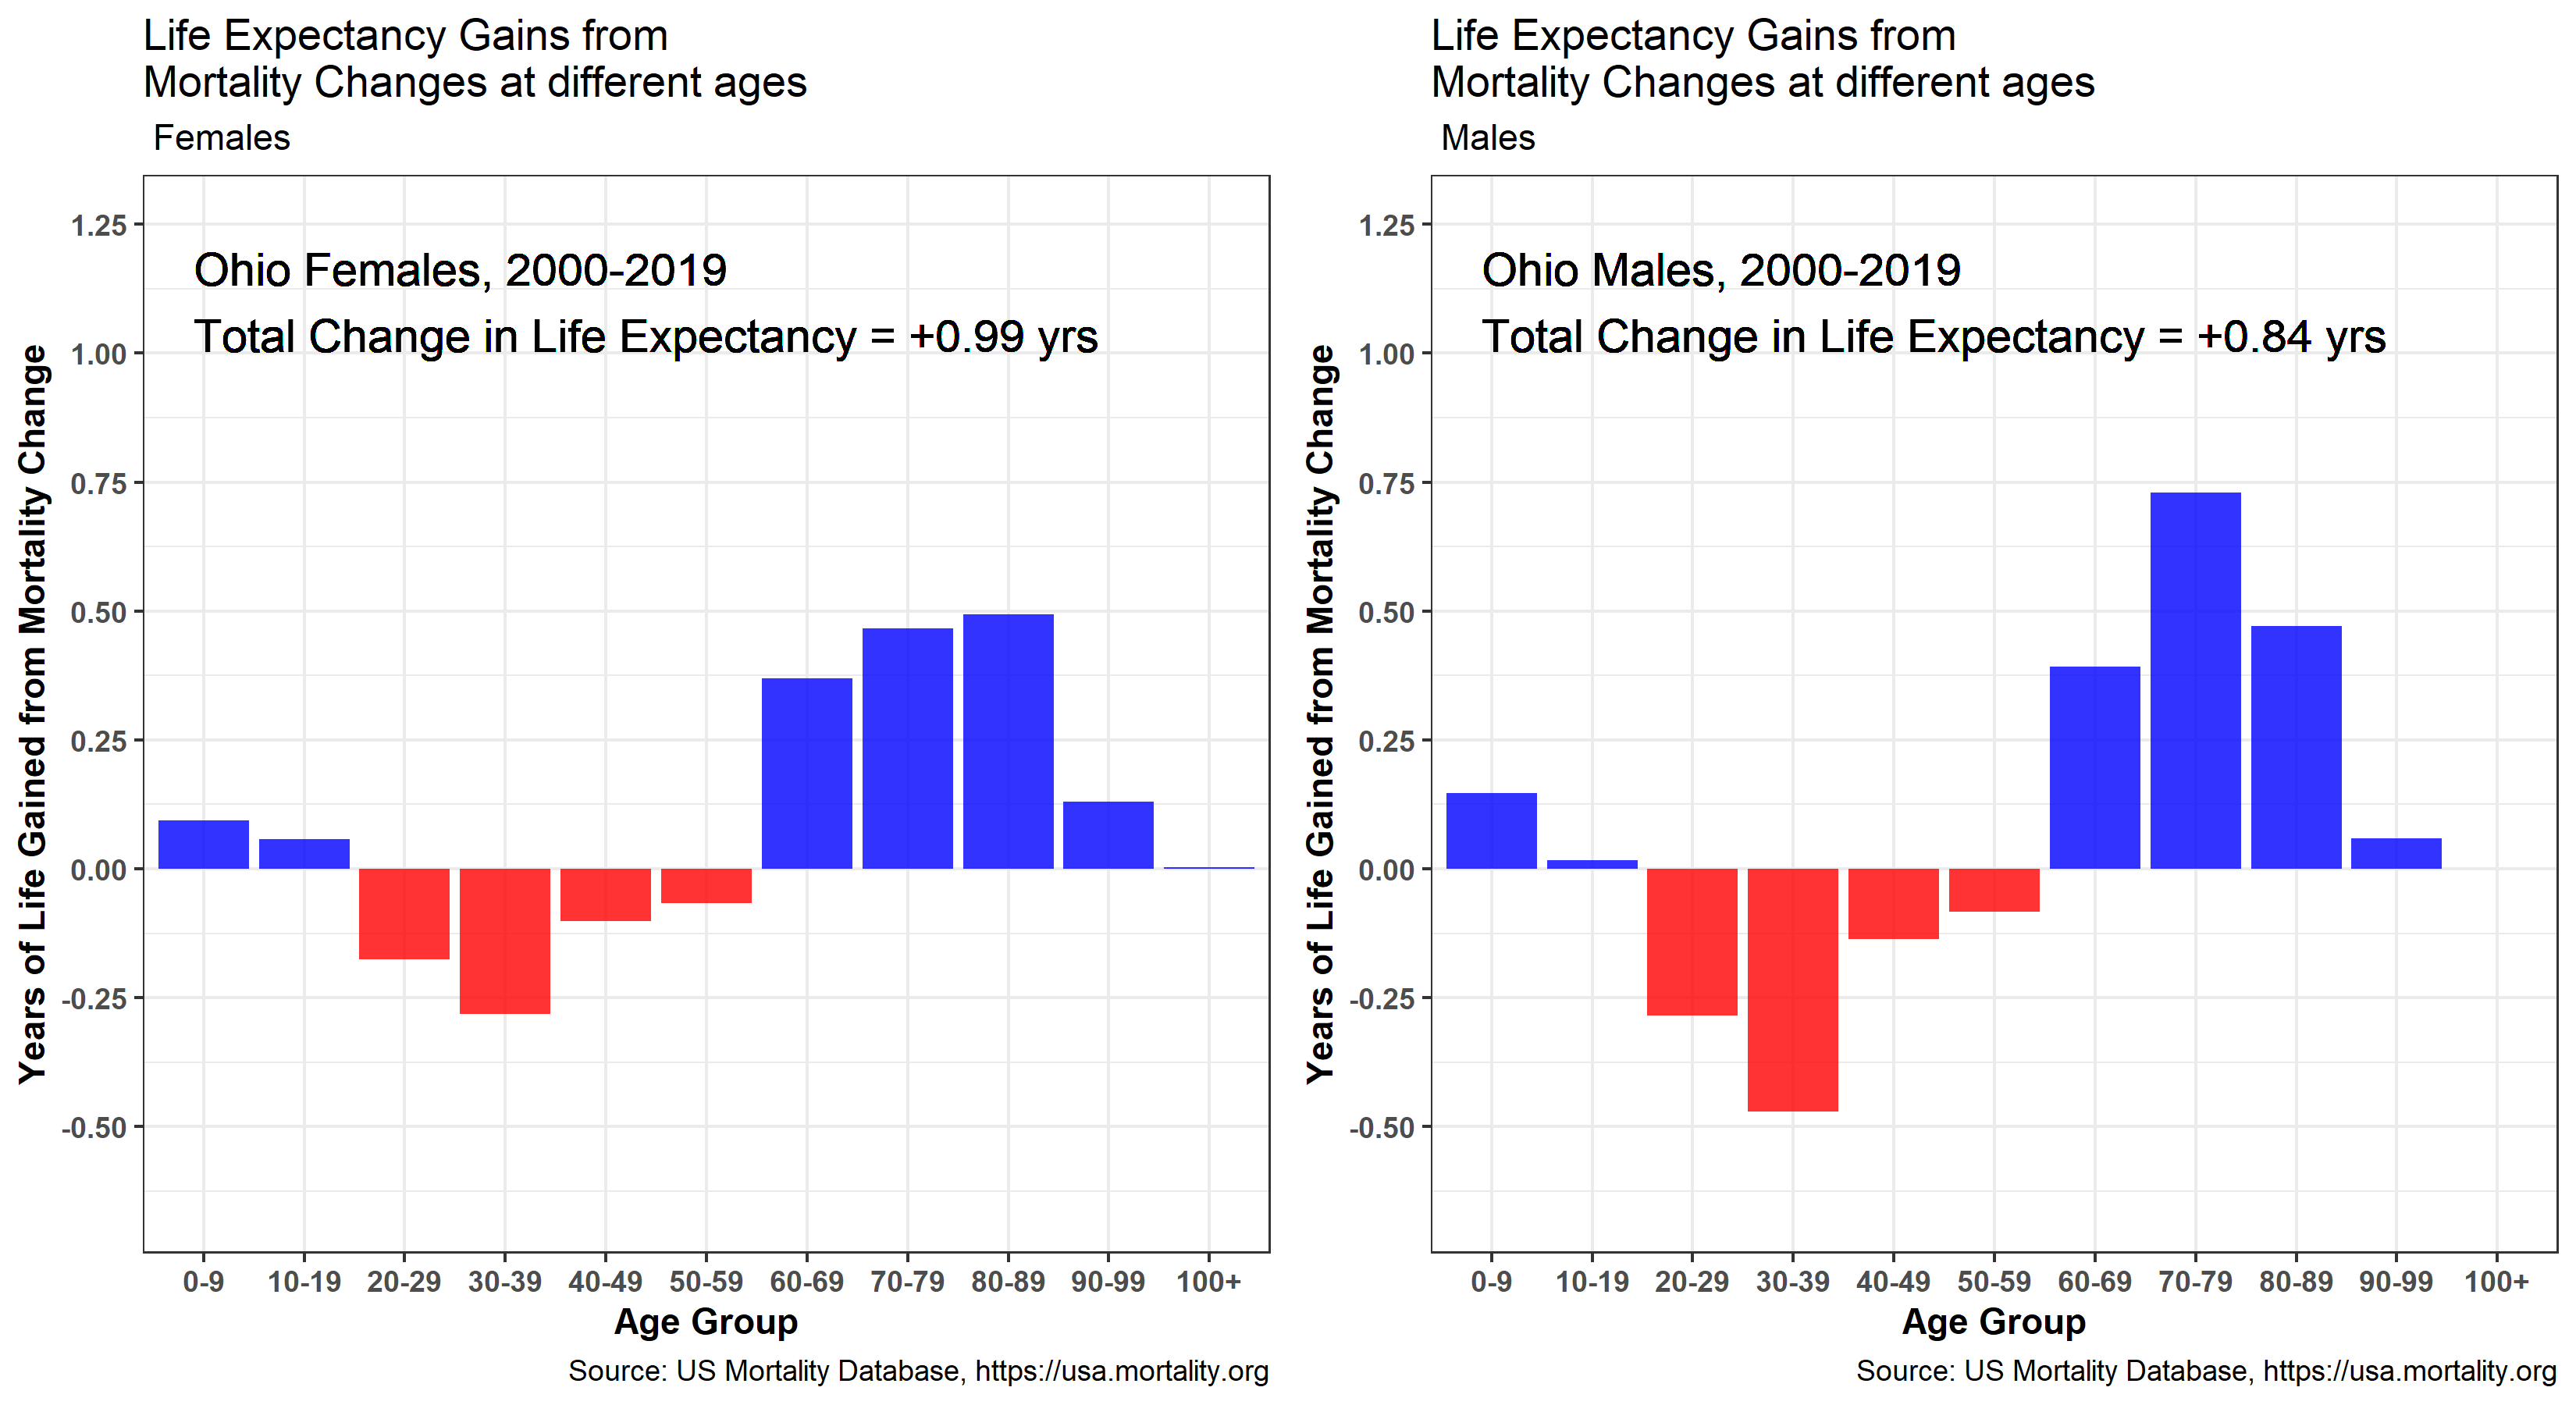 Life Expectancy Gains from
Mortality Changes at different ages
Females
Years of Life Gained from Mortality Change
1.25
1.00
0.75
0.50
0.25
0.00
-0.25
-0.50
Ohio Females, 2000-2019
Total Change in Life Expectancy = +0.99 yrs
0-9 10-19 20-29 30-39 40-49 50-59 60-69 70-79 80-89 90-99 100+
Age Group
Source: US Mortality Database, https://usa.mortality.org
Life Expectancy Gains from
Mortality Changes at different ages
Males
Years of Life Gained from Mortality Change
1.25
1.00
0.75
0.50
0.25
0.00
-0.25
-0.50
Ohio Males, 2000-2019
Total Change in Life Expectancy = +0.84 yrs
0-9 10-19 20-29 30-39 40-49 50-59 60-69 70-79 80-89 90-99 100+
Age Group
Source: US Mortality Database, https://usa.mortality.org